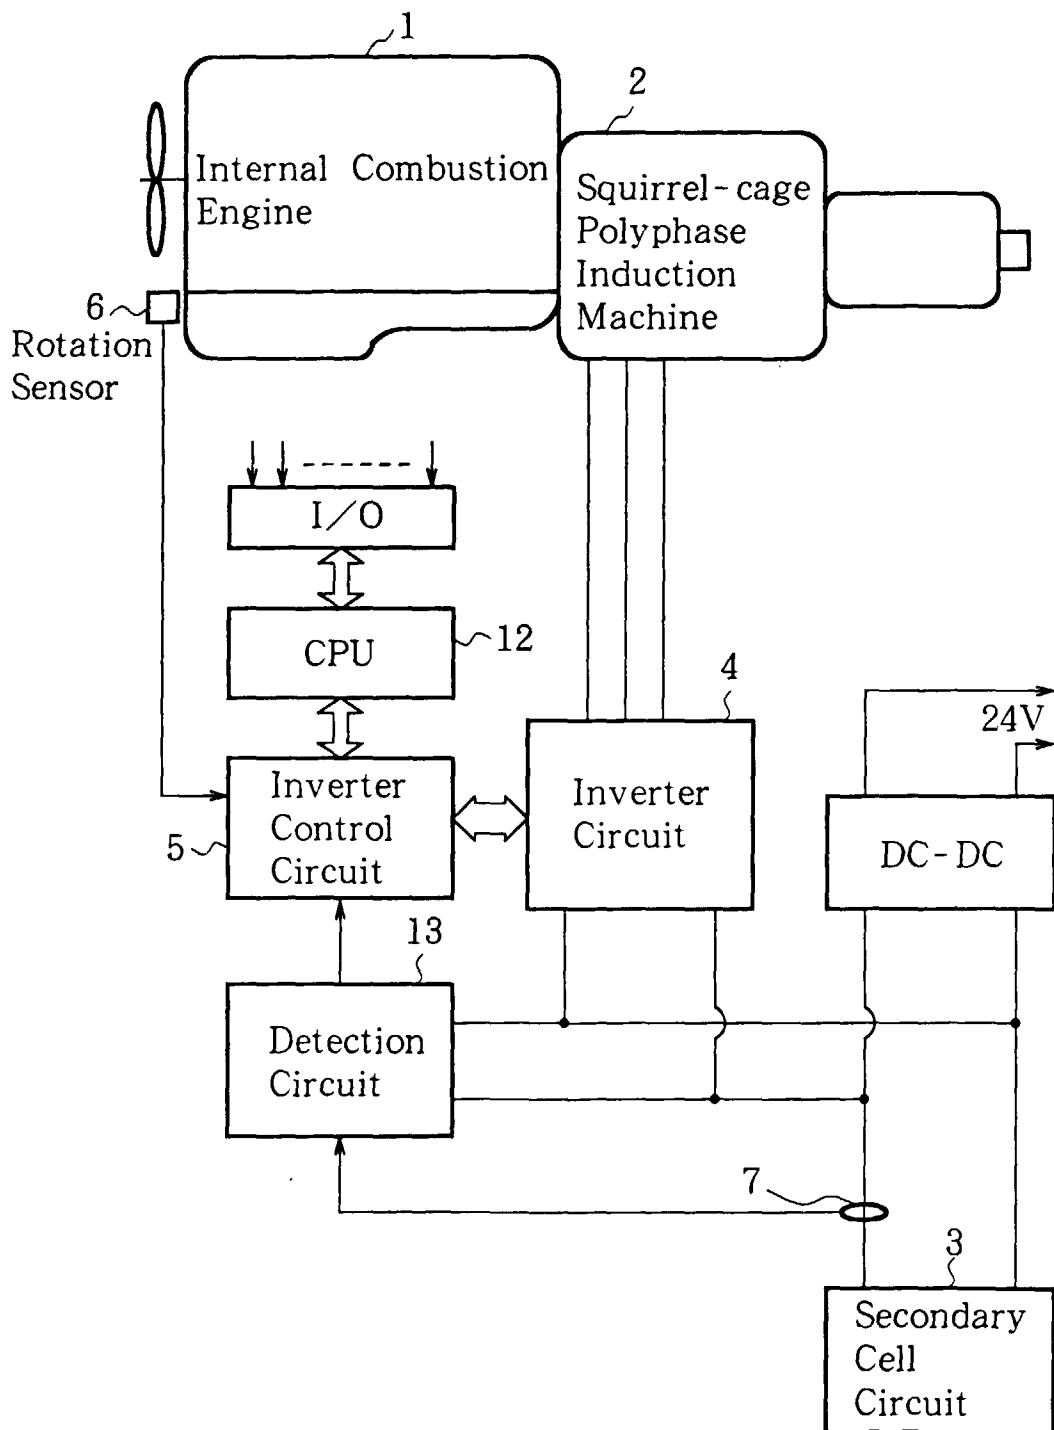 1
2
Internal Combustion
Engine
Squirrel-cage
Polyphase
Induction
Machine
6
Rotation
Sensor
I/O
CPU
12
4
24V
Inverter
Control
Circuit
5
Inverter
Circuit
DC-DC
13
Detection
Circuit
7
3
Secondary
Cell
Circuit